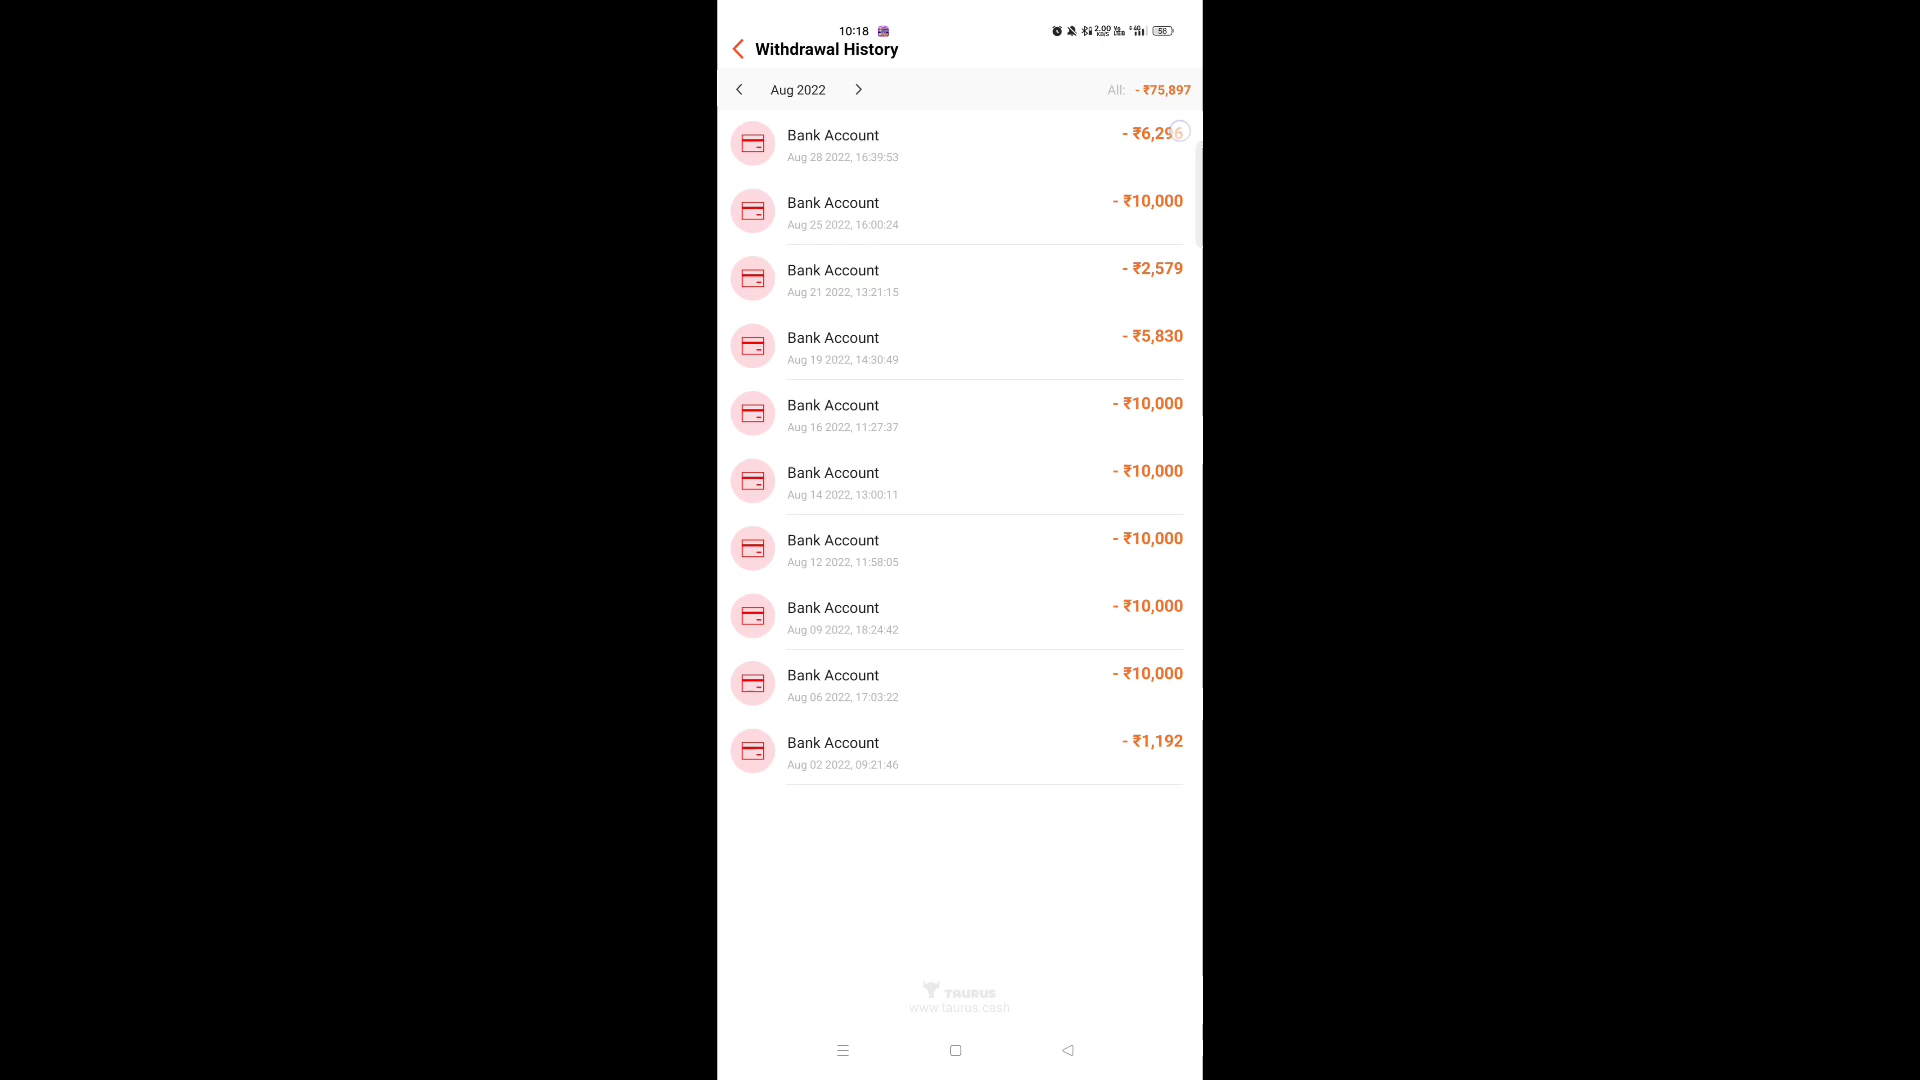 10:18
2.00 KB/S
56
Withdrawal History
Aug 2022
All: - ₹75,897
Bank Account - ₹6,296
Aug 28 2022, 16:39:53
Bank Account - ₹10,000
Aug 25 2022, 16:00:24
Bank Account - ₹2,579
Aug 21 2022, 13:21:15
Bank Account - ₹5,830
Aug 19 2022, 14:30:49
Bank Account - ₹10,000
Aug 16 2022, 11:27:37
Bank Account - ₹10,000
Aug 14 2022, 13:00:11
Bank Account - ₹10,000
Aug 12 2022, 11:58:05
Bank Account - ₹10,000
Aug 09 2022, 18:24:42
Bank Account - ₹10,000
Aug 06 2022, 17:03:22
Bank Account - ₹1,192
Aug 02 2022, 09:21:46
TAURUS
www.taurus.cash